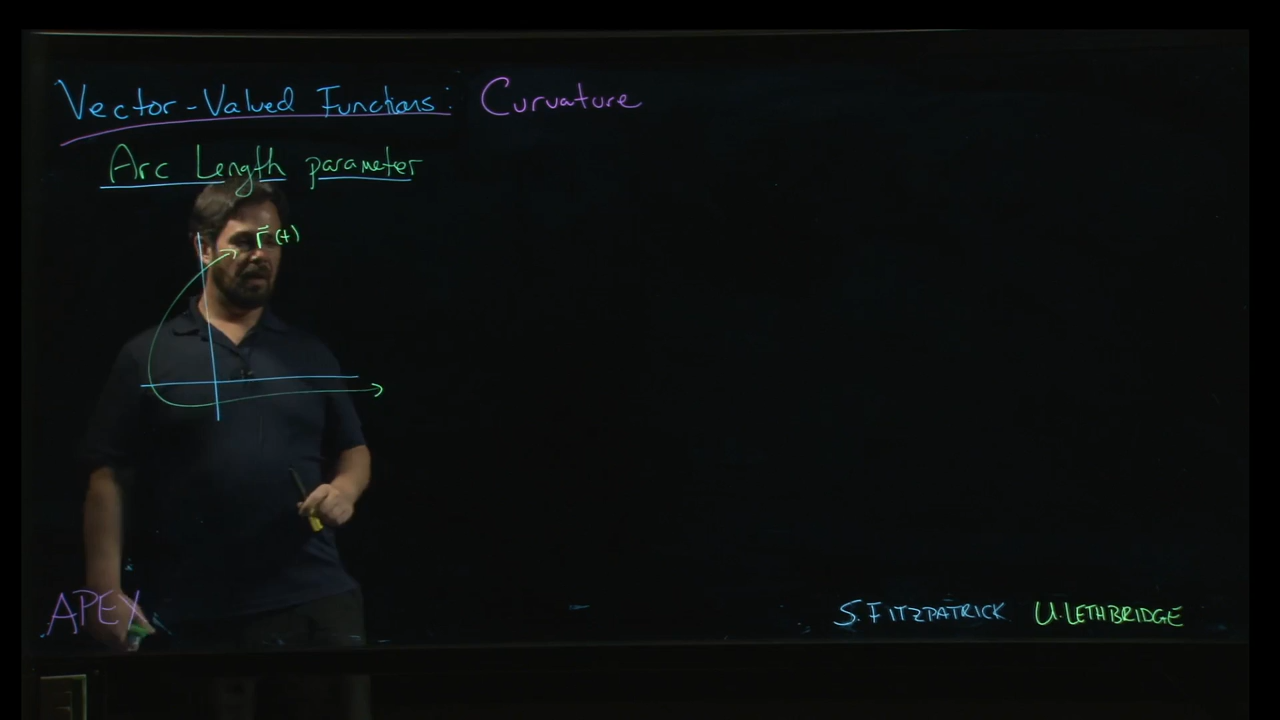 Vector-Valued Functions: Curvature
Arc Length parameter
r⃗(t)
APEX
S. FITZPATRICK U. LETHBRIDGE